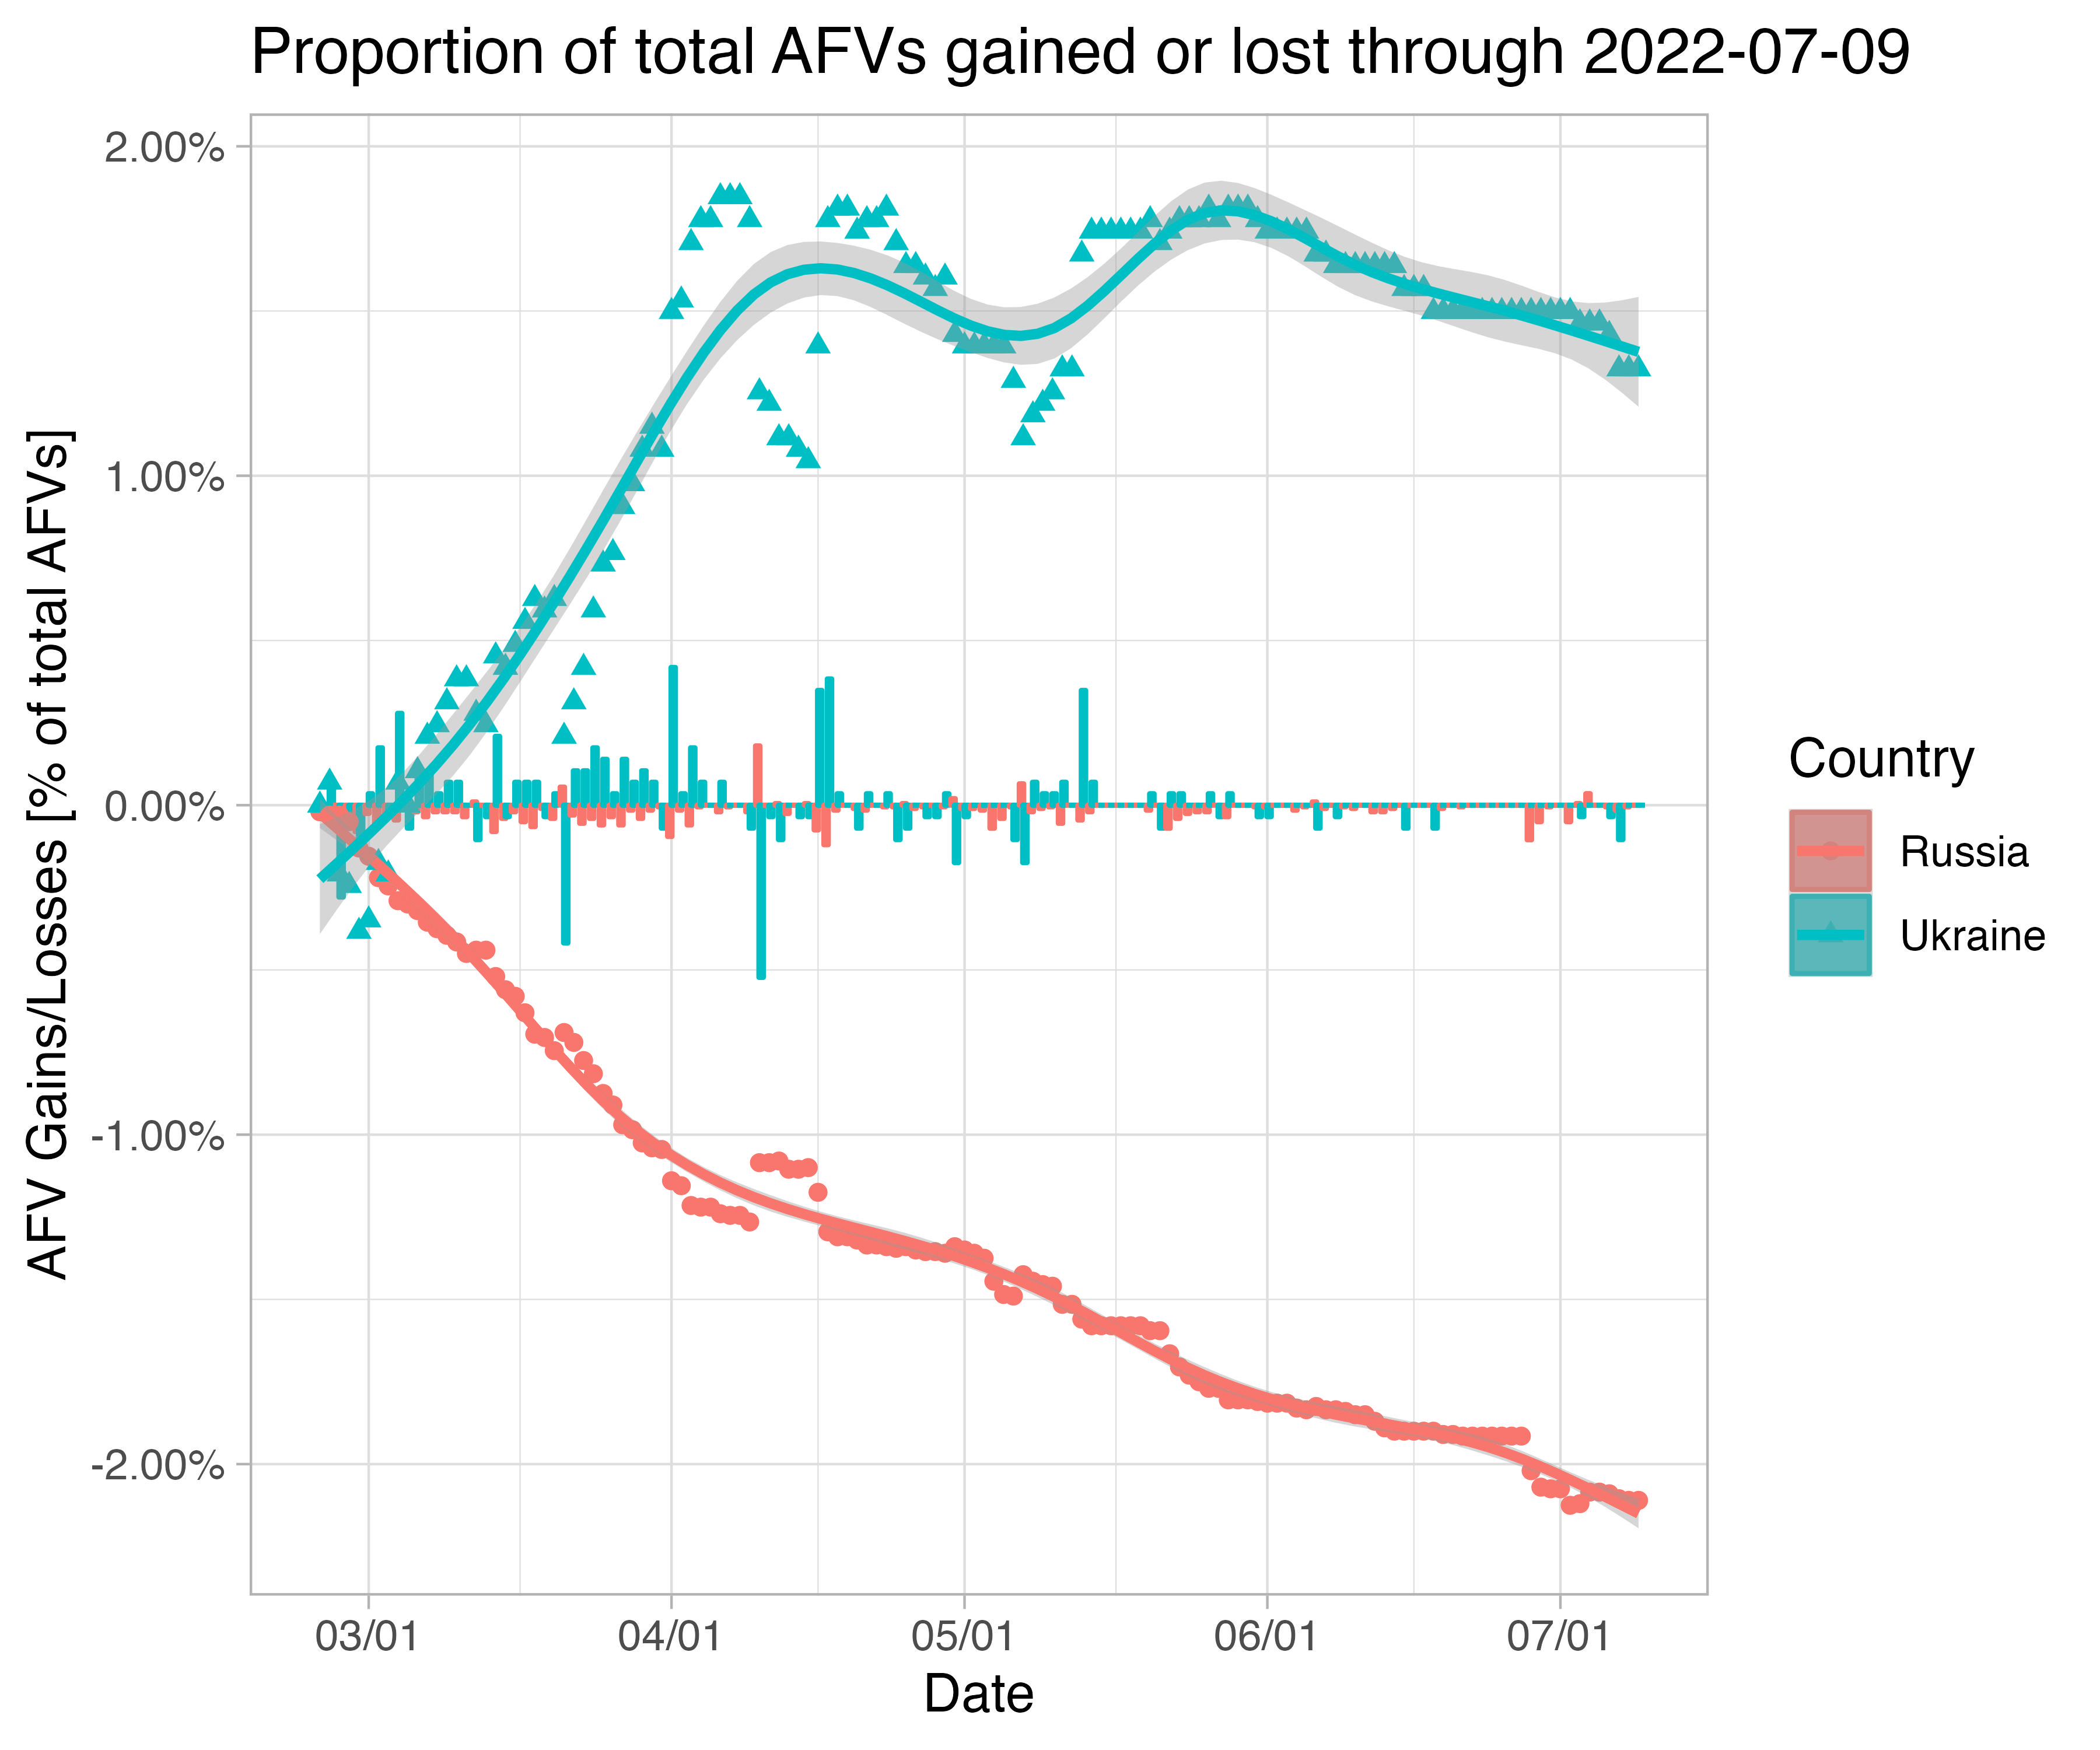 Proportion of total AFVs gained or lost through 2022-07-09
AFV Gains/Losses [% of total AFVs]
2.00%
1.00%
0.00%
-1.00%
-2.00%
03/01
04/01
05/01
06/01
07/01
Date
Country
Russia
Ukraine